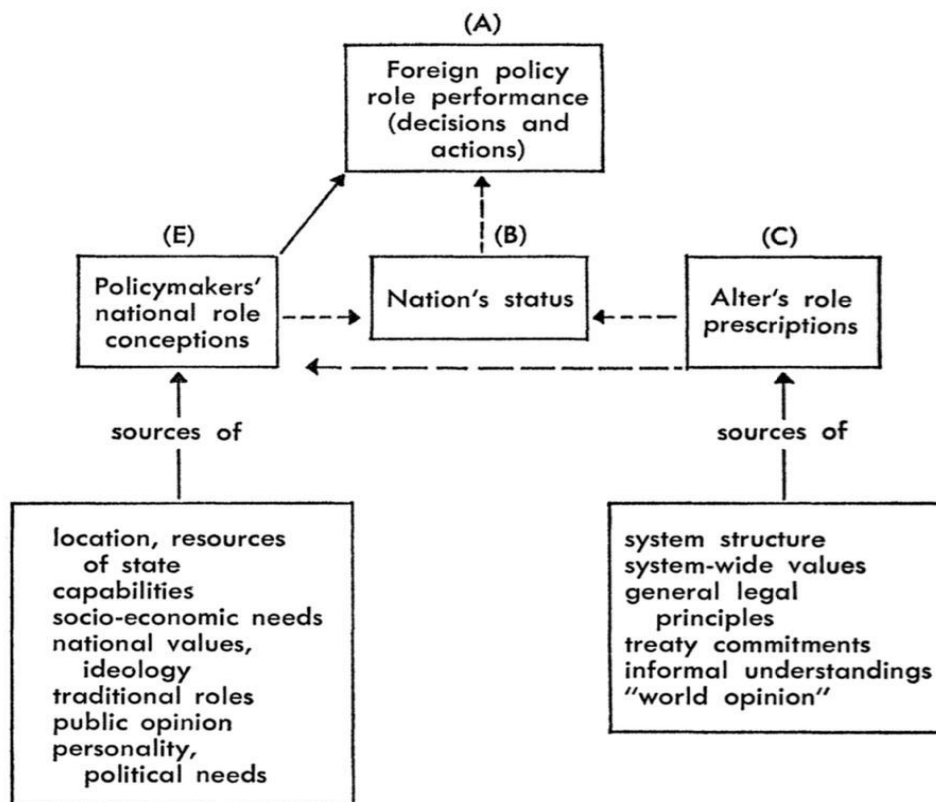 (A)
Foreign policy
role performance
(decisions and
actions)
(E)
(B)
(C)
Policymakers'
national role
conceptions
Nation's status
Alter's role
prescriptions
sources of
sources of
location, resources
of state
capabilities
socio-economic needs
national values,
ideology
traditional roles
public opinion
personality,
political needs
system structure
system-wide values
general legal
principles
treaty commitments
informal understandings
"world opinion"